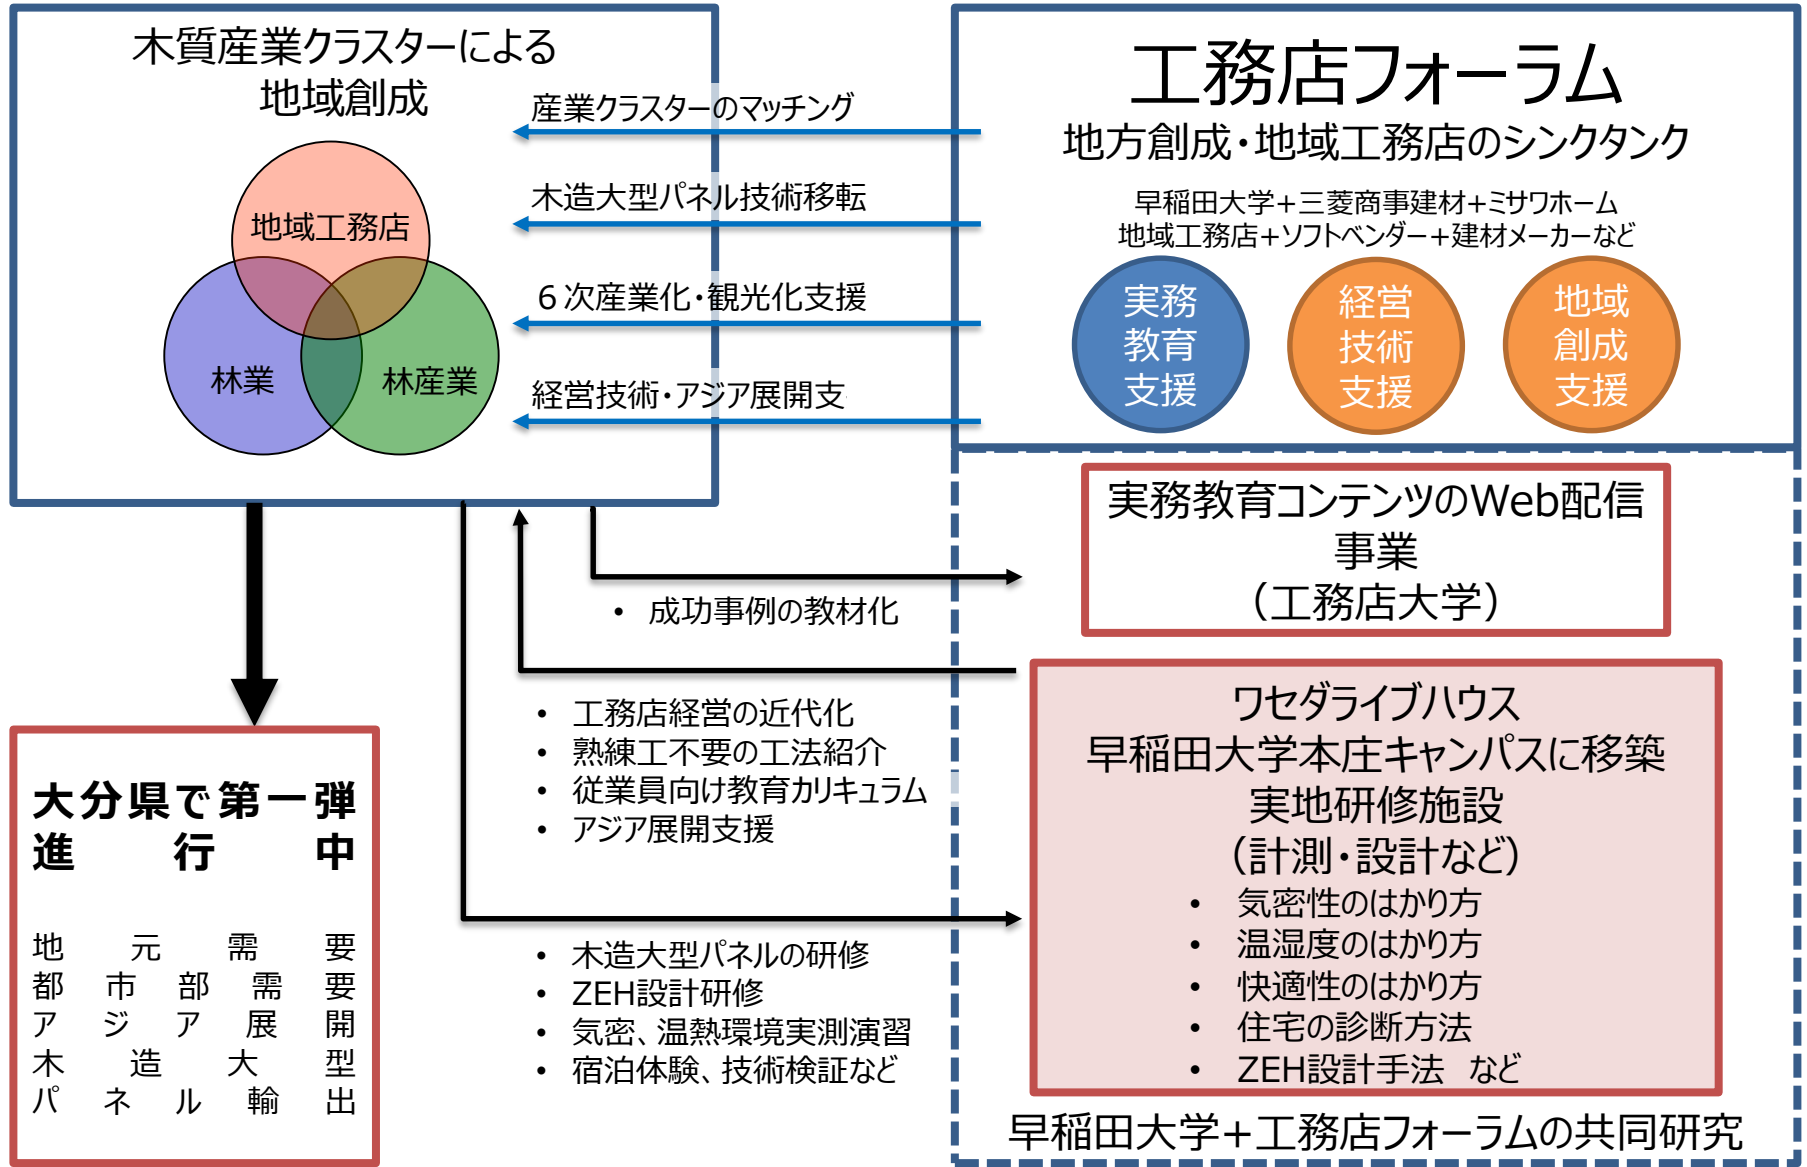 木質産業クラスターによる
地域創成
地域工務店
林業
林産業
産業クラスターのマッチング
木造大型パネル技術移転
６次産業化・観光化支援
経営技術・アジア展開支
工務店フォーラム
地方創成・地域工務店のシンクタンク
早稲田大学+三菱商事建材+ミサワホーム
地域工務店+ソフトベンダー+建材メーカーなど
実務
教育
支援
経営
技術
支援
地域
創成
支援
実務教育コンテンツのWeb配信
事業
（工務店大学）
• 成功事例の教材化
• 工務店経営の近代化
• 熟練工不要の工法紹介
• 従業員向け教育カリキュラム
• アジア展開支援
ワセダライブハウス
早稲田大学本庄キャンパスに移築
実地研修施設
（計測・設計など）
• 気密性のはかり方
• 温湿度のはかり方
• 快適性のはかり方
• 住宅の診断方法
• ZEH設計手法　など
大分県で第一弾
進行中
地元需要
都市部需要
アジア展開
木造大型
パネル輸出
• 木造大型パネルの研修
• ZEH設計研修
• 気密、温熱環境実測演習
• 宿泊体験、技術検証など
早稲田大学+工務店フォーラムの共同研究